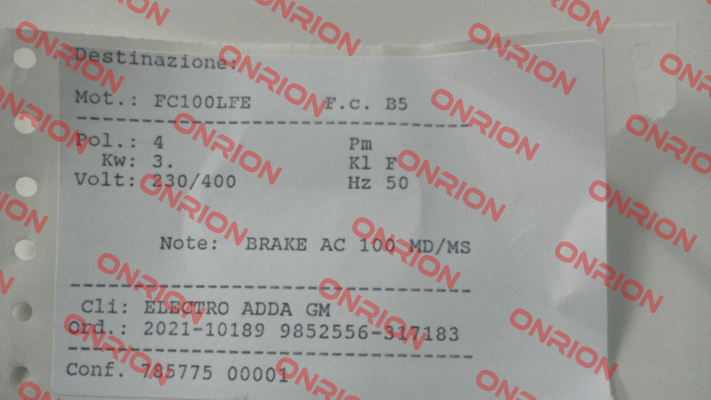 Destinazione:
Mot.: FC100LFE F.c. B5
Pol.: 4 Pm
Kw: 3. Kl F
Volt: 230/400 Hz 50
Note: BRAKE AC 100 MD/MS
Cli: ELECTRO ADDA GM
Ord.: 2021-10189 9852556-317183
Conf. 785775 00001
ONRION